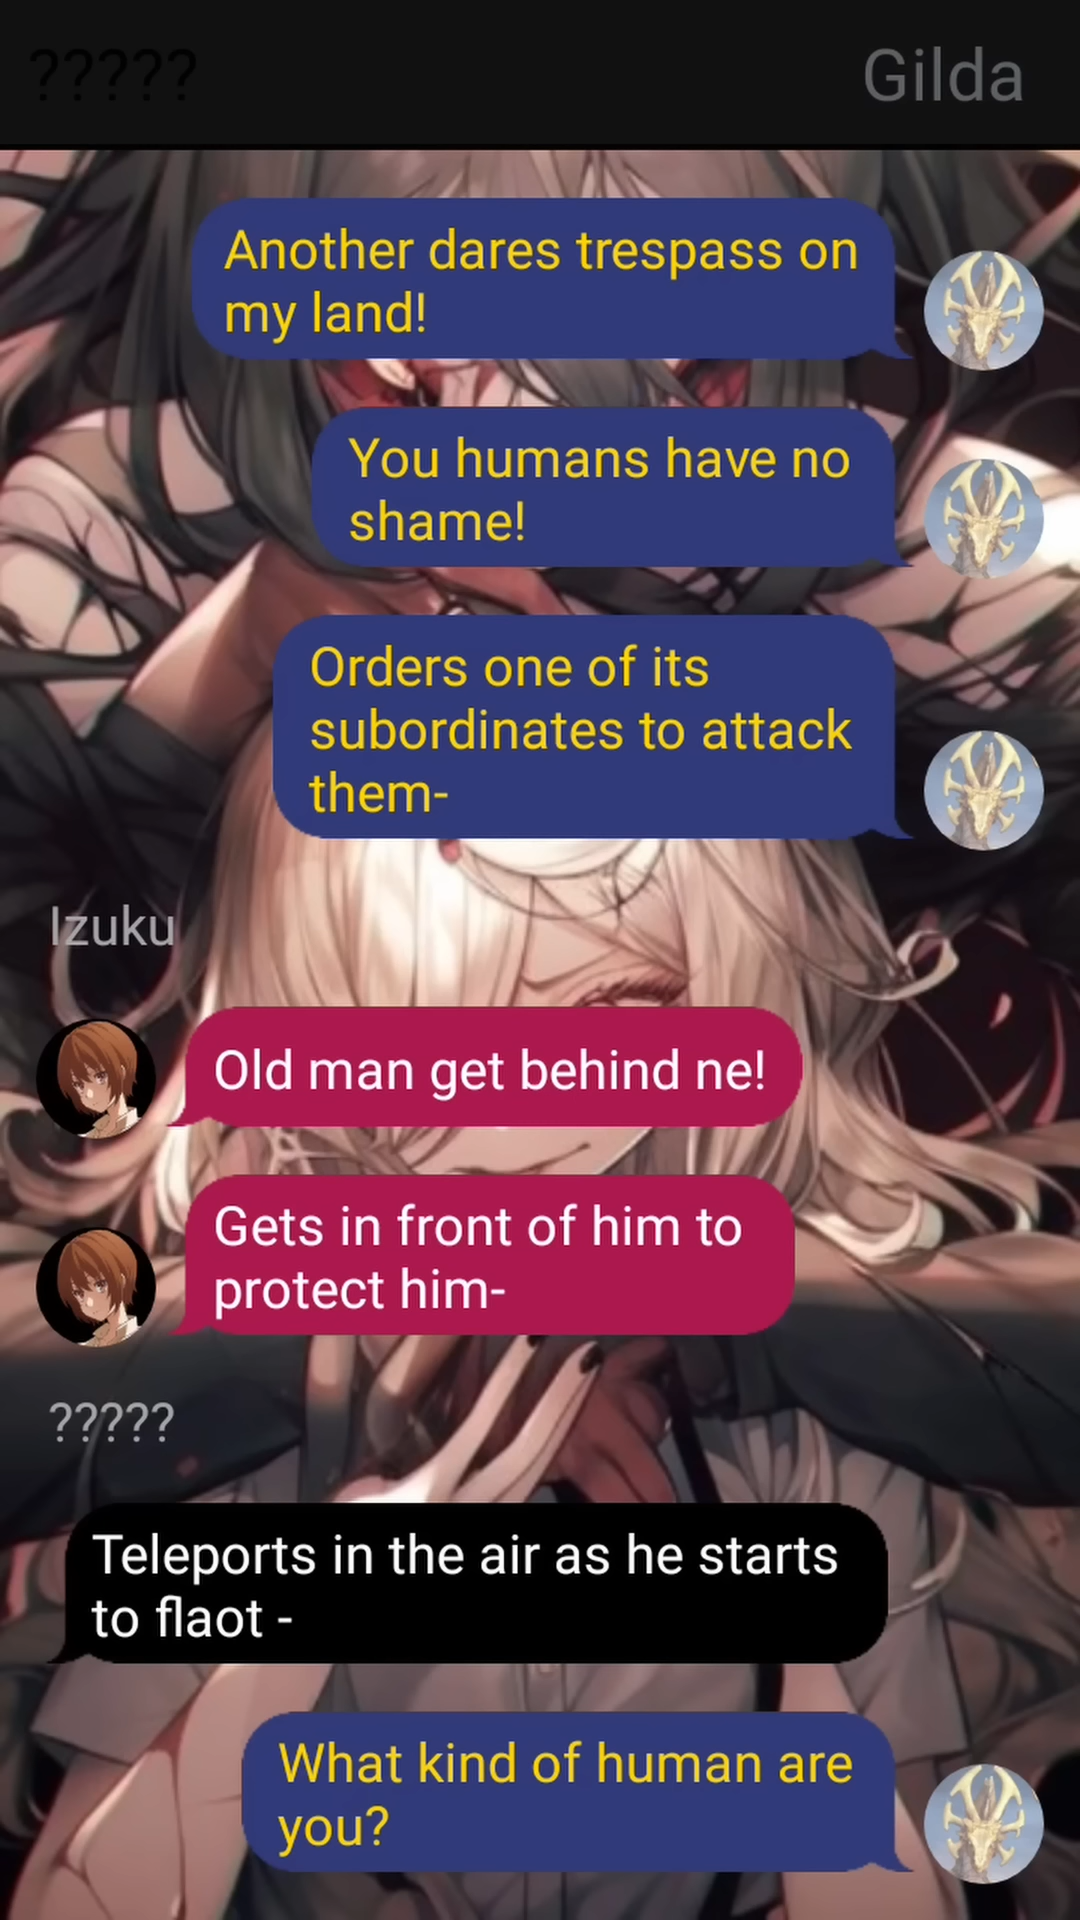 ?????
Gilda
Another dares trespass on
my land!
You humans have no
shame!
Orders one of its
subordinates to attack
them-
Izuku
Old man get behind ne!
Gets in front of him to
protect him-
?????
Teleports in the air as he starts
to flaot -
What kind of human are
you?